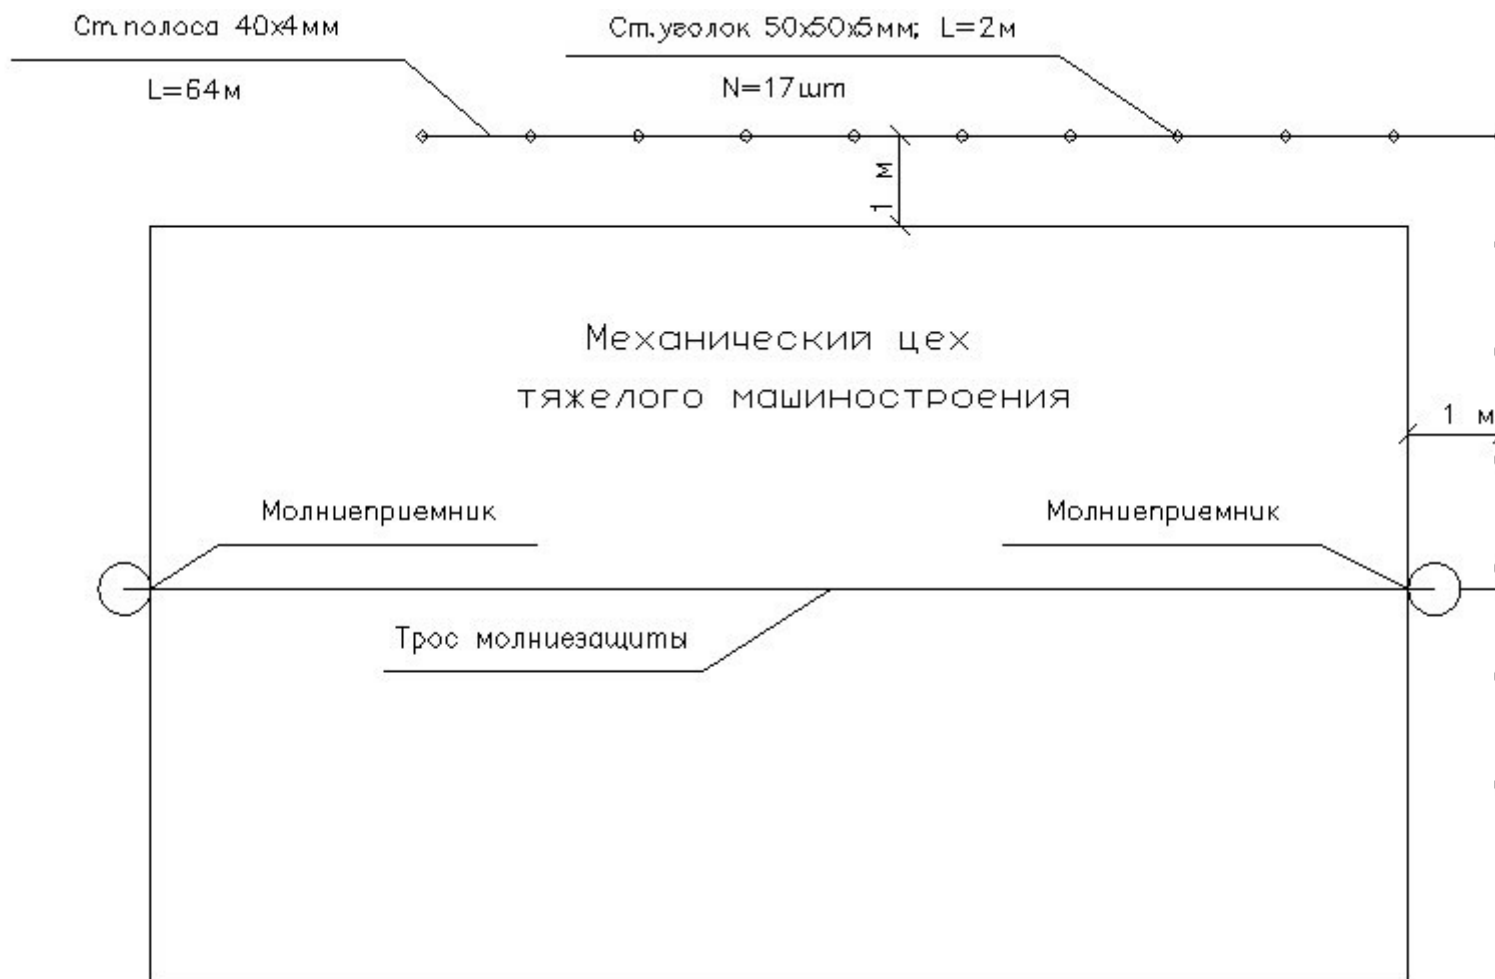 Ст.полоса 40х4мм
L=64м
Ст.уголок 50х50х5мм; L=2м
N=17шт
1 м
Механический цех
тяжелого машиностроения
1 м
Молниеприемник
Молниеприемник
Трос молниезащиты